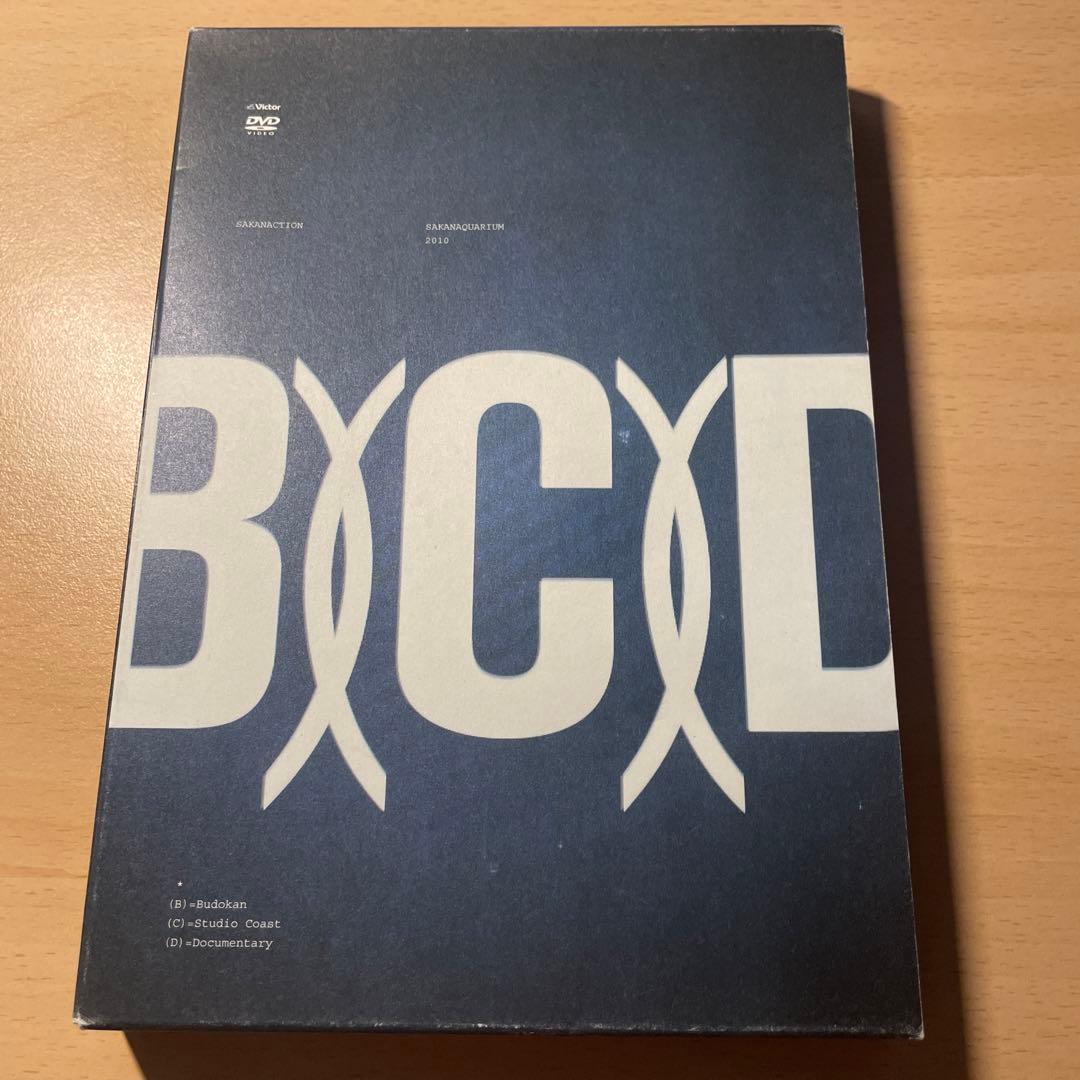 Victor
DVD
VIDEO
SAKANACTION
SAKANAQUARIUM
2010
B)(C)(D
*
(B)=Budokan
(C)=Studio Coast
(D)=Documentary